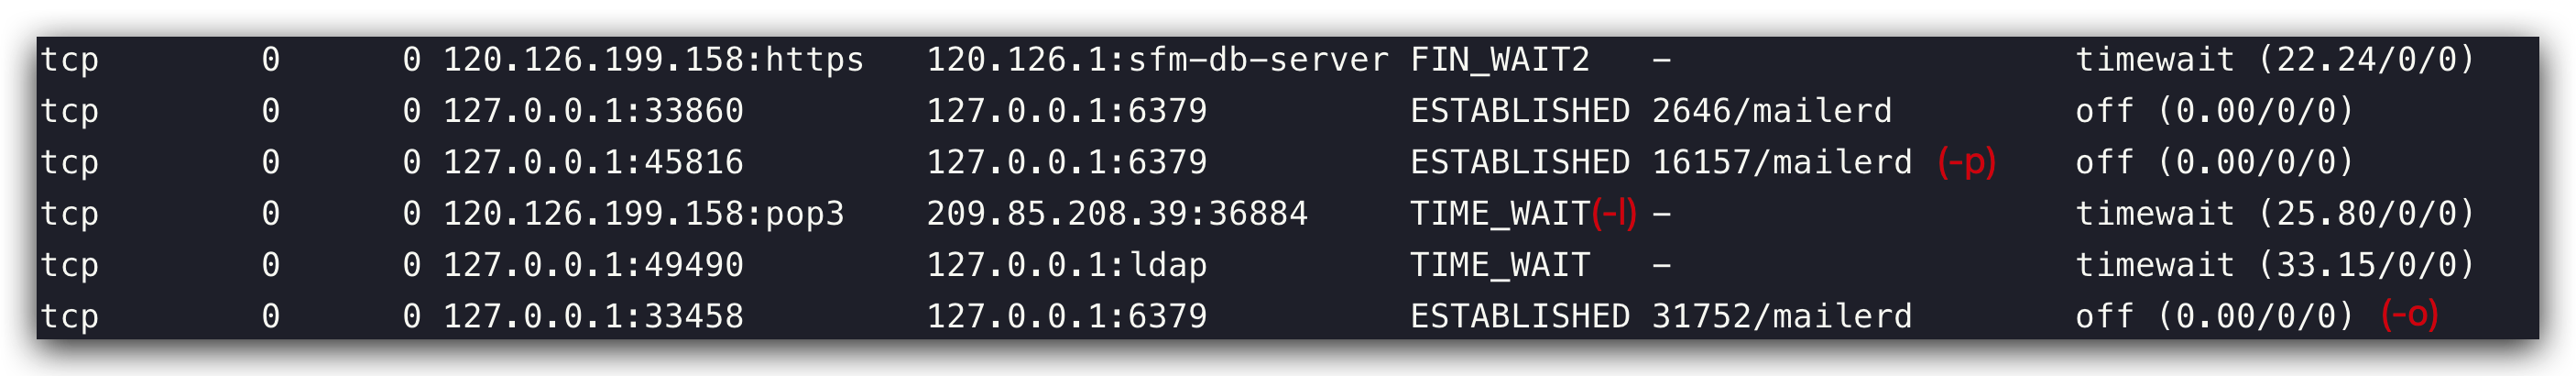 tcp 0 0 120.126.199.158:https 120.126.1:sfm-db-server FIN_WAIT2 - timewait (22.24/0/0)
tcp 0 0 127.0.0.1:33860 127.0.0.1:6379 ESTABLISHED 2646/mailerd off (0.00/0/0)
tcp 0 0 127.0.0.1:45816 127.0.0.1:6379 ESTABLISHED 16157/mailerd (-p) off (0.00/0/0)
tcp 0 0 120.126.199.158:pop3 209.85.208.39:36884 TIME_WAIT(-l) - timewait (25.80/0/0)
tcp 0 0 127.0.0.1:49490 127.0.0.1:ldap TIME_WAIT - timewait (33.15/0/0)
tcp 0 0 127.0.0.1:33458 127.0.0.1:6379 ESTABLISHED 31752/mailerd off (0.00/0/0) (-o)